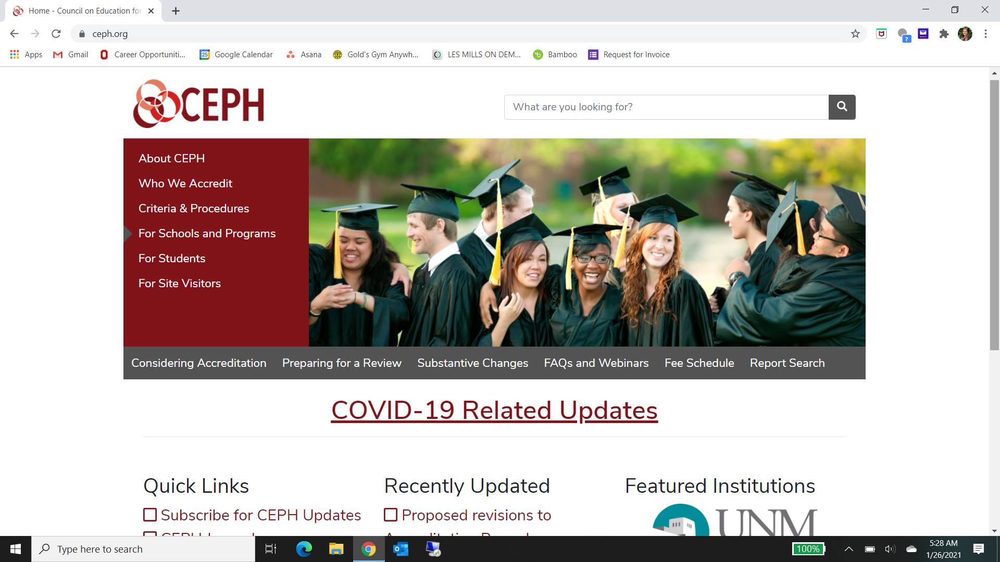 Home - Council on Education for
ceph.org
Apps
Gmail
Career Opportuniti...
25
Google Calendar
Asana
Gold's Gym Anywh...
LES MILLS ON DEM...
Bamboo
Request for Invoice
CEPH
What are you looking for?
About CEPH
Who We Accredit
Criteria & Procedures
For Schools and Programs
For Students
For Site Visitors
Considering Accreditation
Preparing for a Review
Substantive Changes
FAQs and Webinars
Fee Schedule
Report Search
COVID-19 Related Updates
Quick Links
Subscribe for CEPH Updates
Recently Updated
Proposed revisions to
Featured Institutions
UNM
Type here to search
100%
5:28 AM
1/26/2021